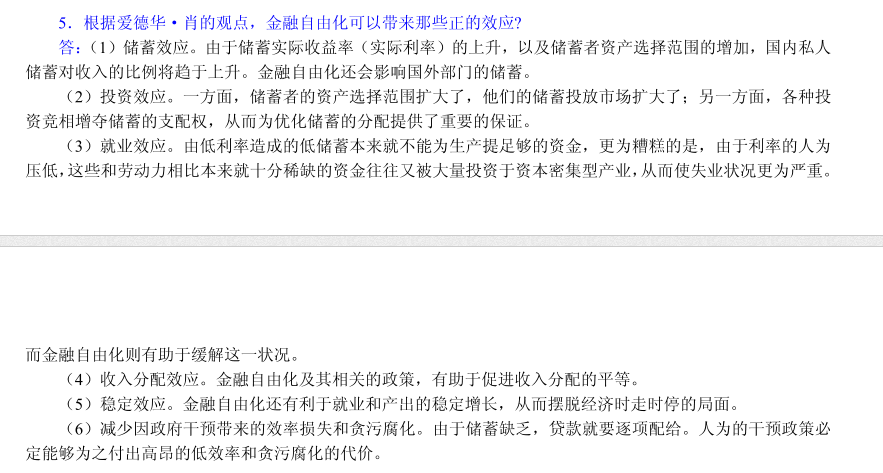 5．根据爱德华·肖的观点，金融自由化可以带来那些正的效应?
答：（1）储蓄效应。由于储蓄实际收益率（实际利率）的上升，以及储蓄者资产选择范围的增加，国内私人
储蓄对收入的比例将趋于上升。金融自由化还会影响国外部门的储蓄。
（2）投资效应。一方面，储蓄者的资产选择范围扩大了，他们的储蓄投放市场扩大了；另一方面，各种投
资竞相增夺储蓄的支配权，从而为优化储蓄的分配提供了重要的保证。
（3）就业效应。由低利率造成的低储蓄本来就不能为生产提足够的资金，更为糟糕的是，由于利率的人为
压低，这些和劳动力相比本来就十分稀缺的资金往往又被大量投资于资本密集型产业，从而使失业状况更为严重。
而金融自由化则有助于缓解这一状况。
（4）收入分配效应。金融自由化及其相关的政策，有助于促进收入分配的平等。
（5）稳定效应。金融自由化还有利于就业和产出的稳定增长，从而摆脱经济时走时停的局面。
（6）减少因政府干预带来的效率损失和贪污腐化。由于储蓄缺乏，贷款就要逐项配给。人为的干预政策必
定能够为之付出高昂的低效率和贪污腐化的代价。